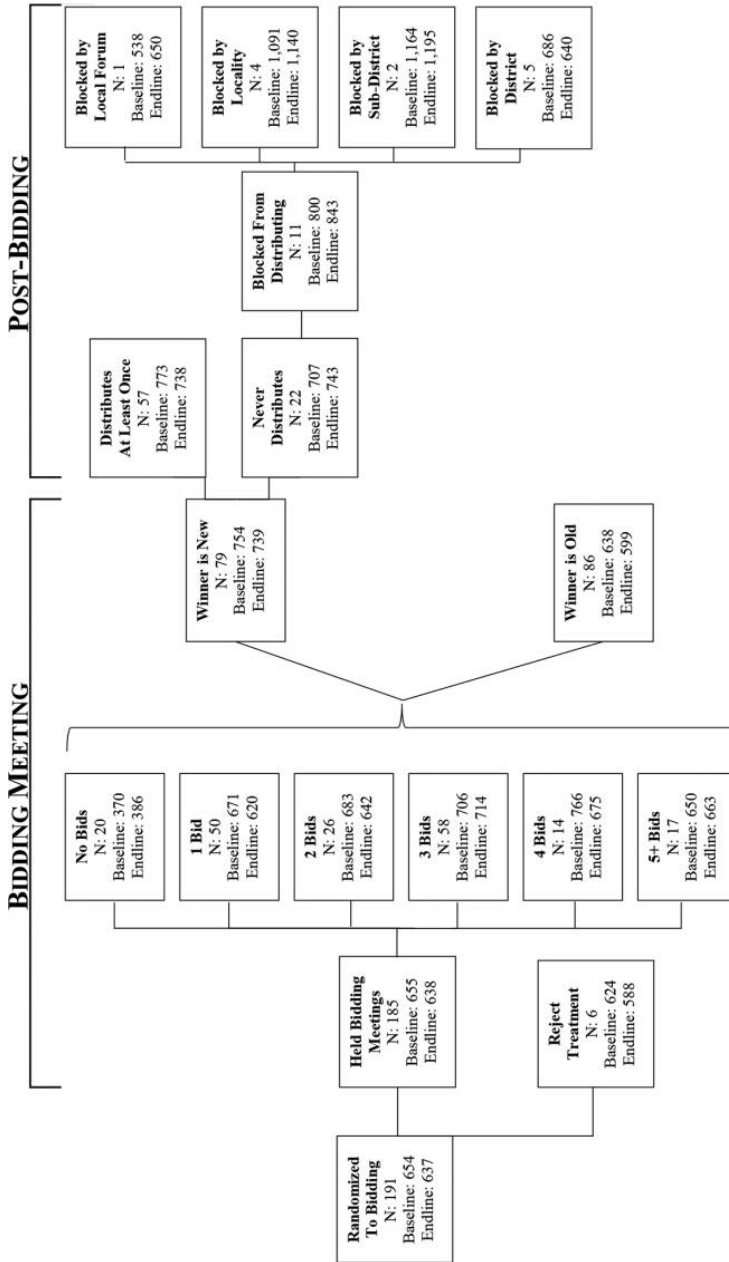 BIDDING MEETING
POST-BIDDING
Randomized
To Bidding
N: 191
Baseline: 654
Endline: 637
Held Bidding
Meetings
N: 185
Baseline: 655
Endline: 638
Reject
Treatment
N: 6
Baseline: 624
Endline: 588
No Bids
N: 20
Baseline: 370
Endline: 386
1 Bid
N: 50
Baseline: 671
Endline: 620
2 Bids
N: 26
Baseline: 683
Endline: 642
3 Bids
N: 58
Baseline: 706
Endline: 714
4 Bids
N: 14
Baseline: 766
Endline: 675
5+ Bids
N: 17
Baseline: 650
Endline: 663
Winner is New
N: 79
Baseline: 754
Endline: 739
Winner is Old
N: 86
Baseline: 638
Endline: 599
Distributes
At Least Once
N: 57
Baseline: 773
Endline: 738
Never
Distributes
N: 22
Baseline: 707
Endline: 743
Blocked From
Distributing
N: 11
Baseline: 800
Endline: 843
Blocked by
Local Forum
N: 1
Baseline: 538
Endline: 650
Blocked by
Locality
N: 4
Baseline: 1,091
Endline: 1,140
Blocked by
Sub-District
N: 2
Baseline: 1,164
Endline: 1,195
Blocked by
District
N: 5
Baseline: 686
Endline: 640